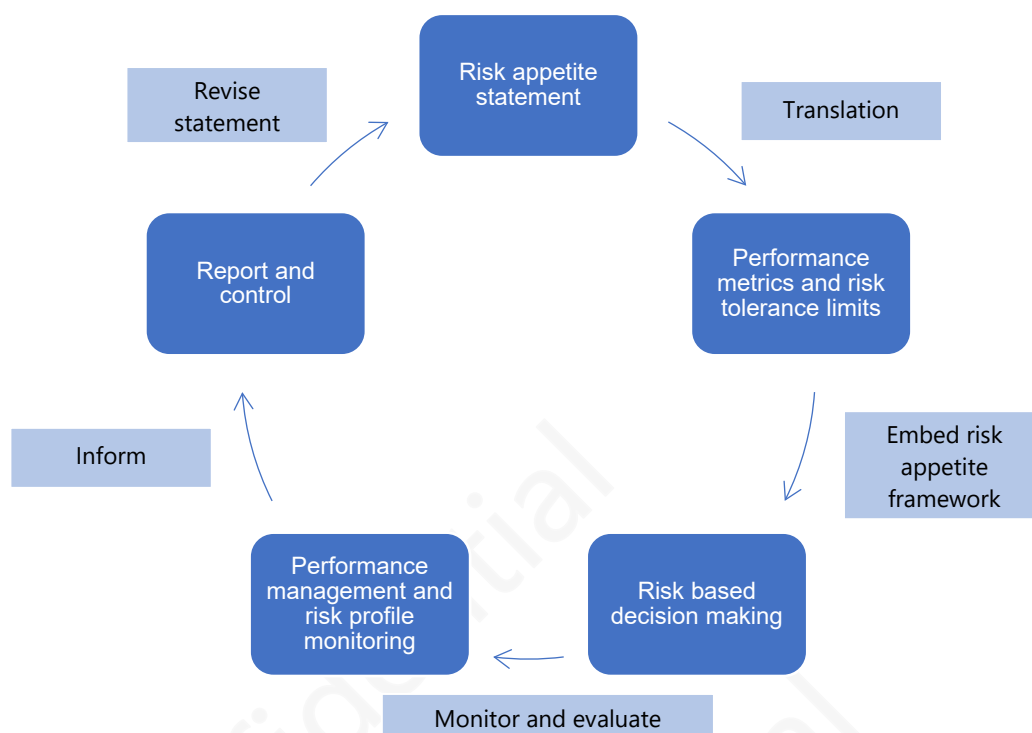 Risk appetite
statement
Revise
statement
Translation
Report and
control
Performance
metrics and risk
tolerance limits
Inform
Embed risk
appetite
framework
Performance
management and
risk profile
monitoring
Risk based
decision making
Monitor and evaluate